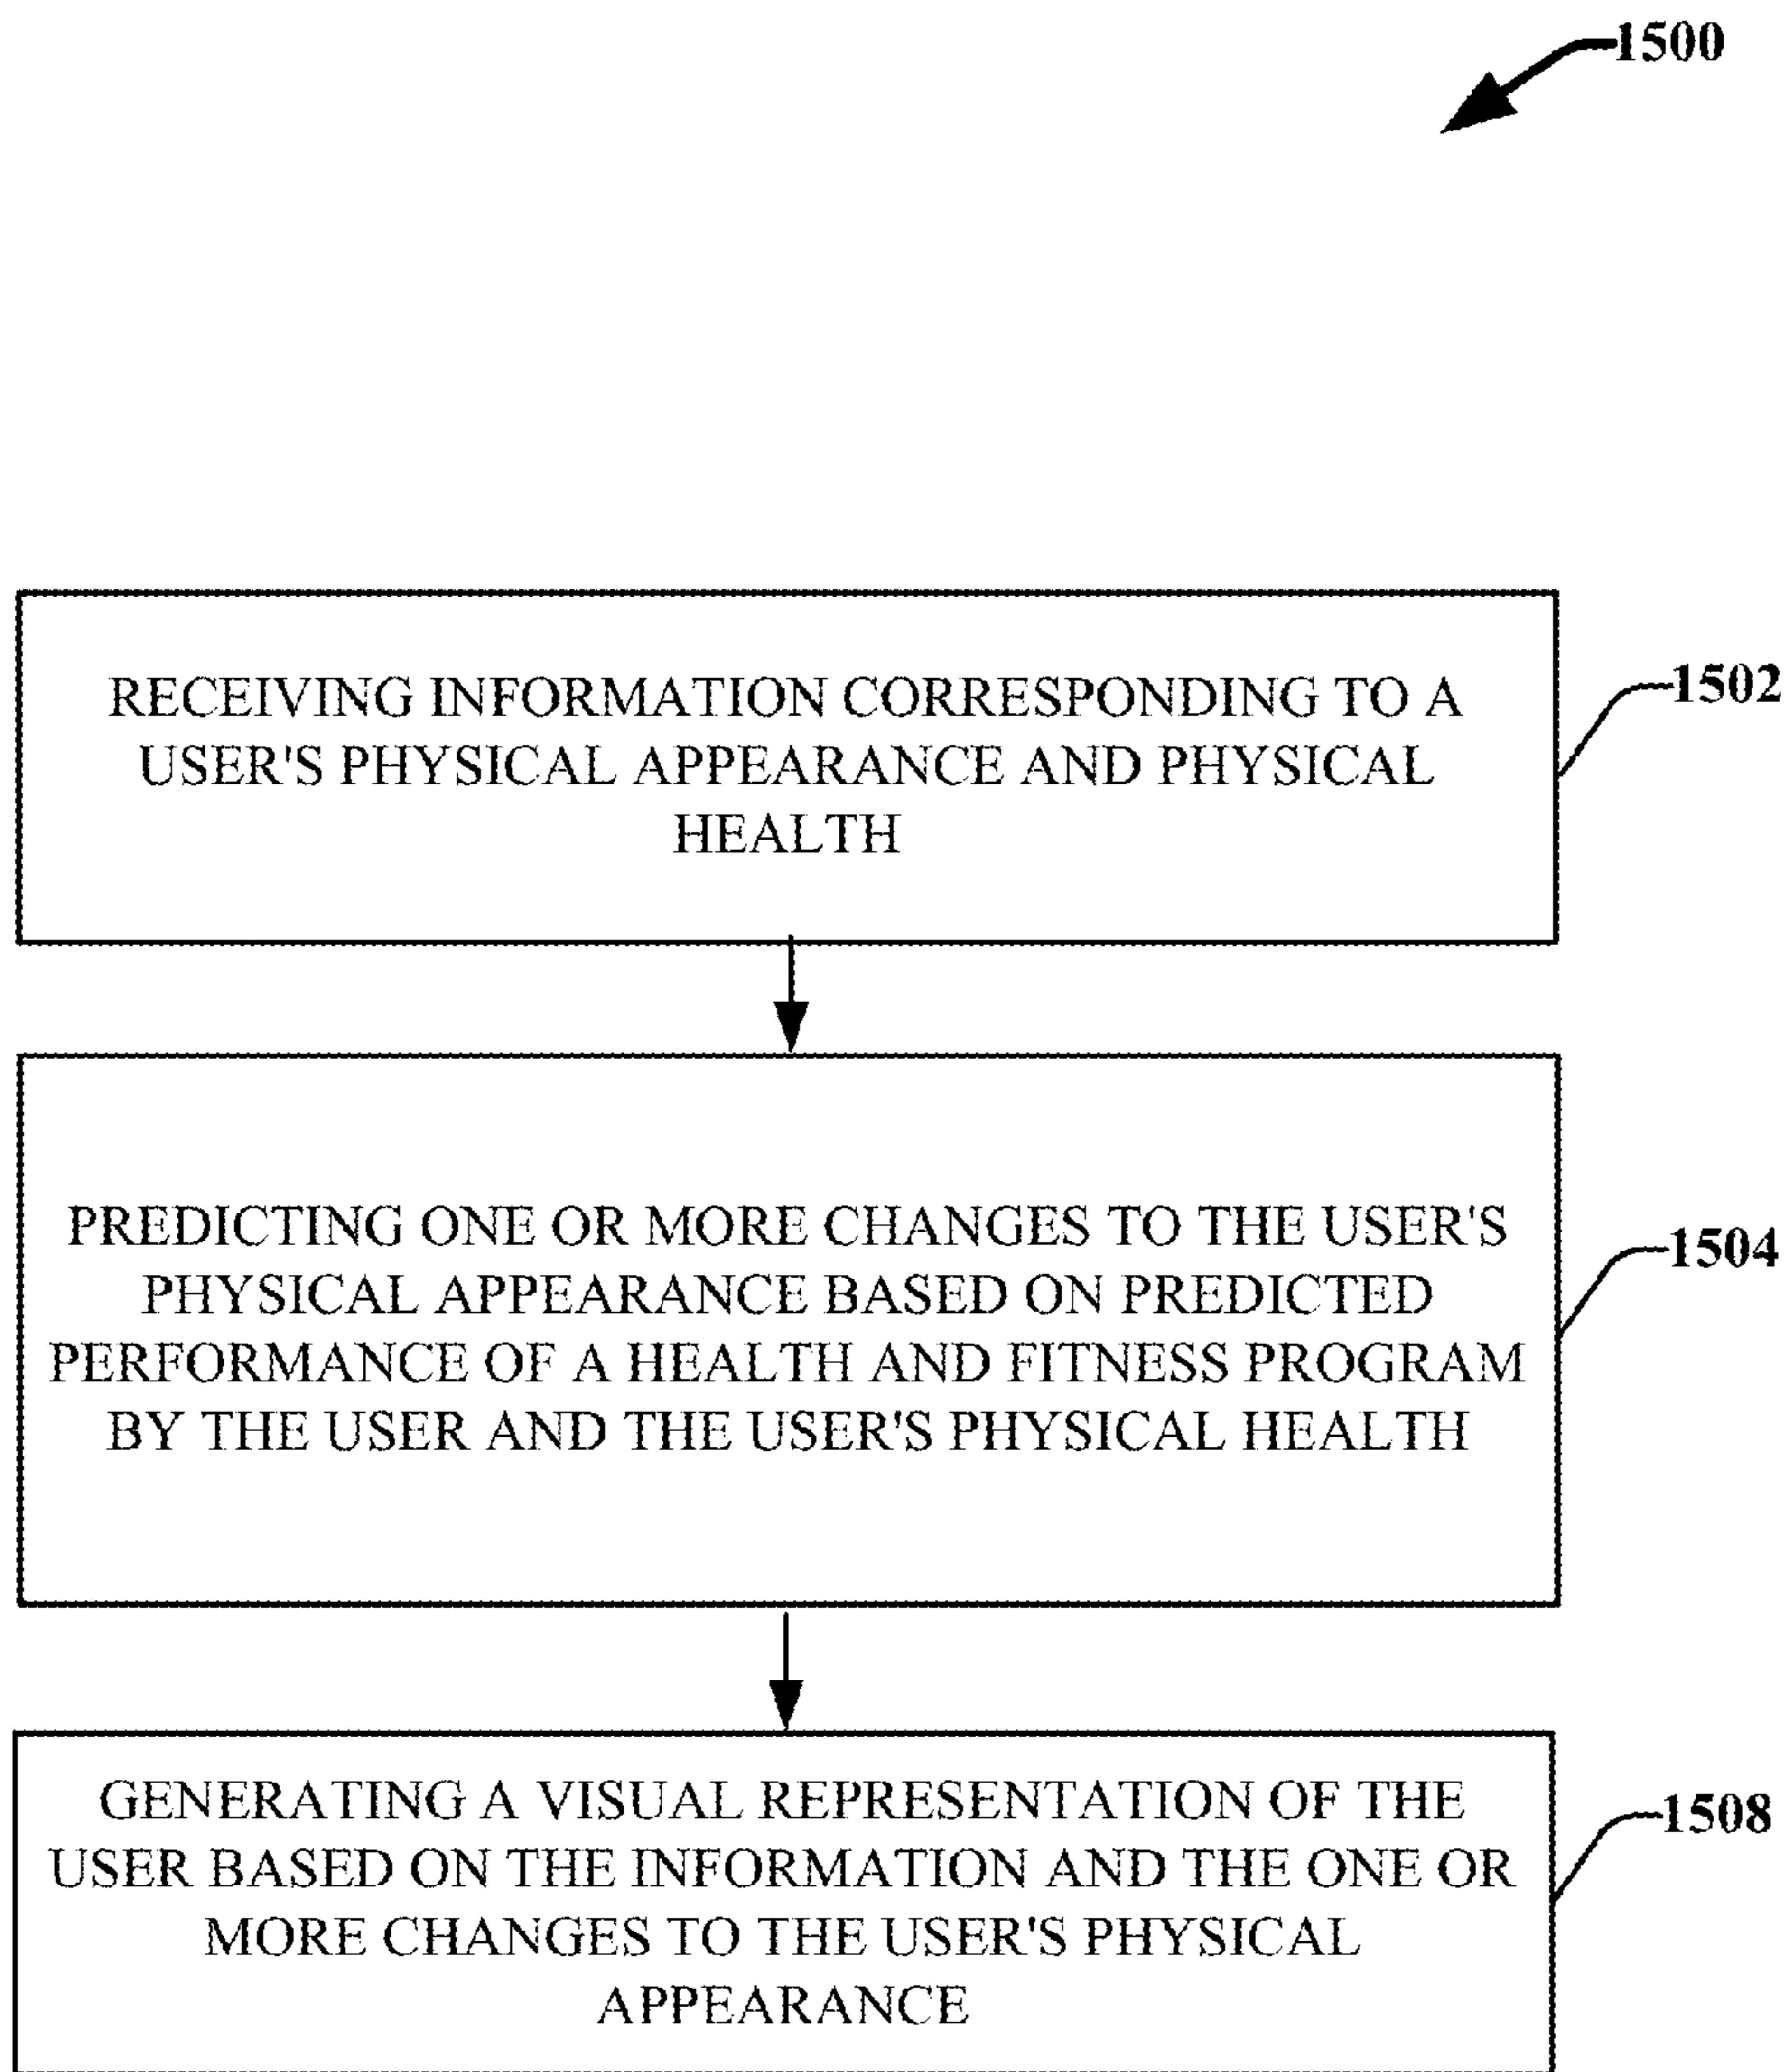 1500
RECEIVING INFORMATION CORRESPONDING TO A
USER'S PHYSICAL APPEARANCE AND PHYSICAL
HEALTH
1502
PREDICTING ONE OR MORE CHANGES TO THE USER'S
PHYSICAL APPEARANCE BASED ON PREDICTED
PERFORMANCE OF A HEALTH AND FITNESS PROGRAM
BY THE USER AND THE USER'S PHYSICAL HEALTH
1504
GENERATING A VISUAL REPRESENTATION OF THE
USER BASED ON THE INFORMATION AND THE ONE OR
MORE CHANGES TO THE USER'S PHYSICAL
APPEARANCE
1508